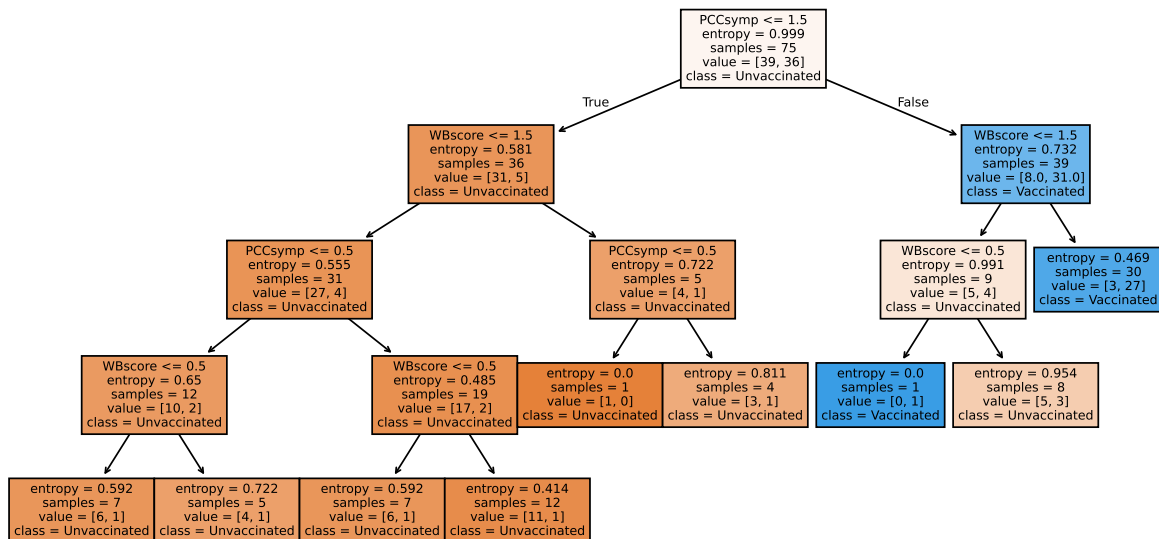 PCCsymp <= 1.5
entropy = 0.999
samples = 75
value = [39, 36]
class = Unvaccinated
True
False
WBscore <= 1.5
entropy = 0.581
samples = 36
value = [31, 5]
class = Unvaccinated
WBscore <= 1.5
entropy = 0.732
samples = 39
value = [8.0, 31.0]
class = Vaccinated
PCCsymp <= 0.5
entropy = 0.555
samples = 31
value = [27, 4]
class = Unvaccinated
PCCsymp <= 0.5
entropy = 0.722
samples = 5
value = [4, 1]
class = Unvaccinated
WBscore <= 0.5
entropy = 0.991
samples = 9
value = [5, 4]
class = Unvaccinated
entropy = 0.469
samples = 30
value = [3, 27]
class = Vaccinated
WBscore <= 0.5
entropy = 0.65
samples = 12
value = [10, 2]
class = Unvaccinated
WBscore <= 0.5
entropy = 0.485
samples = 19
value = [17, 2]
class = Unvaccinated
entropy = 0.0
samples = 1
value = [1, 0]
class = Unvaccinated
entropy = 0.811
samples = 4
value = [3, 1]
class = Unvaccinated
entropy = 0.0
samples = 1
value = [0, 1]
class = Vaccinated
entropy = 0.954
samples = 8
value = [5, 3]
class = Unvaccinated
entropy = 0.592
samples = 7
value = [6, 1]
class = Unvaccinated
entropy = 0.722
samples = 5
value = [4, 1]
class = Unvaccinated
entropy = 0.592
samples = 7
value = [6, 1]
class = Unvaccinated
entropy = 0.414
samples = 12
value = [11, 1]
class = Unvaccinated